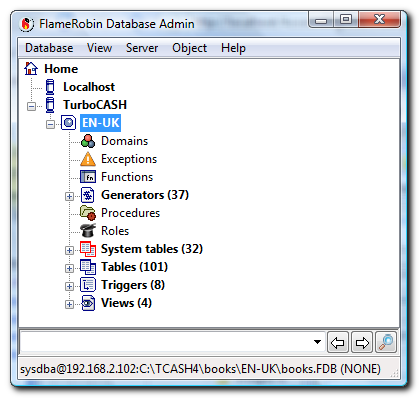 FlameRobin Database Admin
Database View Server Object Help
Home
Localhost
TurboCASH
EN-UK
Domains
Exceptions
Fn Functions
Generators (37)
Procedures
Roles
System tables (32)
Tables (101)
Triggers (8)
Views (4)
sysdba@192.168.2.102:C:\TCASH4\books\EN-UK\books.FDB (NONE)